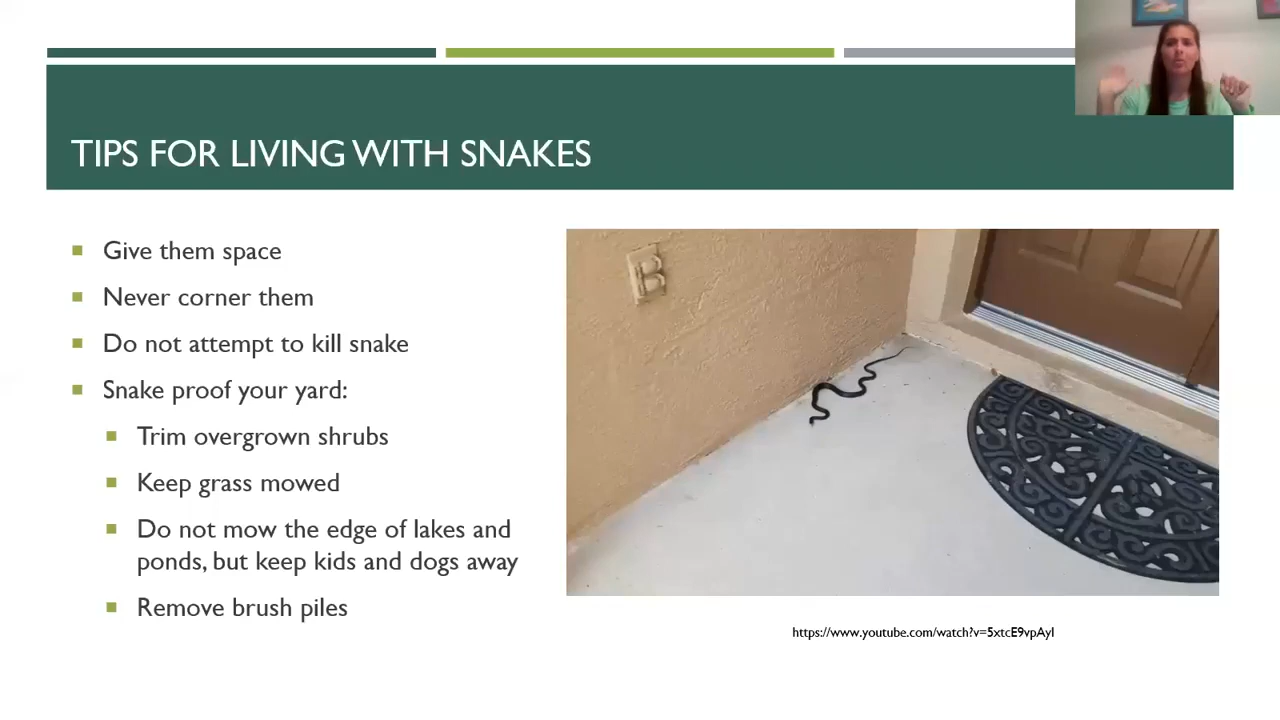 TIPS FOR LIVING WITH SNAKES
Give them space
Never corner them
Do not attempt to kill snake
Snake proof your yard:
Trim overgrown shrubs
Keep grass mowed
Do not mow the edge of lakes and
ponds, but keep kids and dogs away
Remove brush piles
B
https://www.youtube.com/watch?v=5xtcE9vpAyI